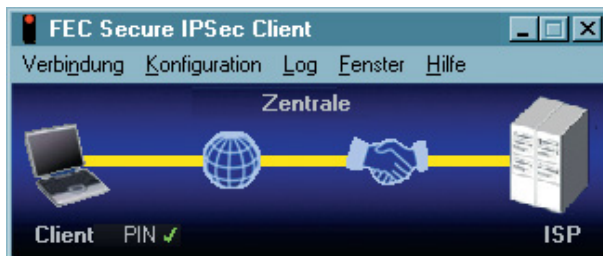 FEC Secure IPSec Client
Verbindung Konfiguration Log Fenster Hilfe
Zentrale
Client PIN ✓ ISP